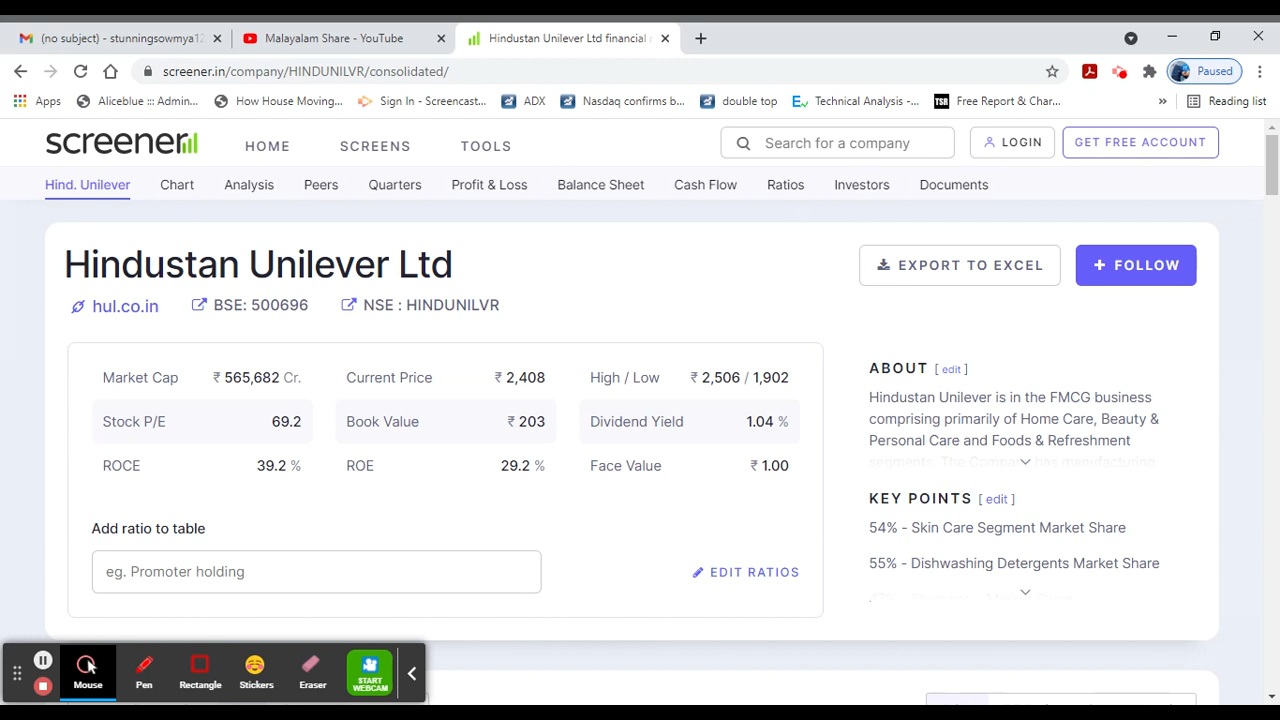 (no subject) - stunningsowmya12
Malayalam Share - YouTube
Hindustan Unilever Ltd financial
screener.in/company/HINDUNILVR/consolidated/
Paused
Apps
Aliceblue ::: Admin...
How House Moving...
Sign In - Screencast...
ADX
Nasdaq confirms b...
double top
Technical Analysis -...
TSR Free Report & Char...
»
Reading list
screener
HOME
SCREENS
TOOLS
Search for a company
LOGIN
GET FREE ACCOUNT
Hind. Unilever
Chart
Analysis
Peers
Quarters
Profit & Loss
Balance Sheet
Cash Flow
Ratios
Investors
Documents
Hindustan Unilever Ltd
EXPORT TO EXCEL
+ FOLLOW
hul.co.in
BSE: 500696
NSE : HINDUNILVR
Market Cap ₹ 565,682 Cr.
Current Price ₹ 2,408
High / Low ₹ 2,506 / 1,902
Stock P/E 69.2
Book Value ₹ 203
Dividend Yield 1.04 %
ROCE 39.2 %
ROE 29.2 %
Face Value ₹ 1.00
Add ratio to table
eg. Promoter holding
EDIT RATIOS
ABOUT [ edit ]
Hindustan Unilever is in the FMCG business
comprising primarily of Home Care, Beauty &
Personal Care and Foods & Refreshment
segments. The Company has manufacturing
KEY POINTS [ edit ]
54% - Skin Care Segment Market Share
55% - Dishwashing Detergents Market Share
Mouse
Pen
Rectangle
Stickers
Eraser
START
WEBCAM